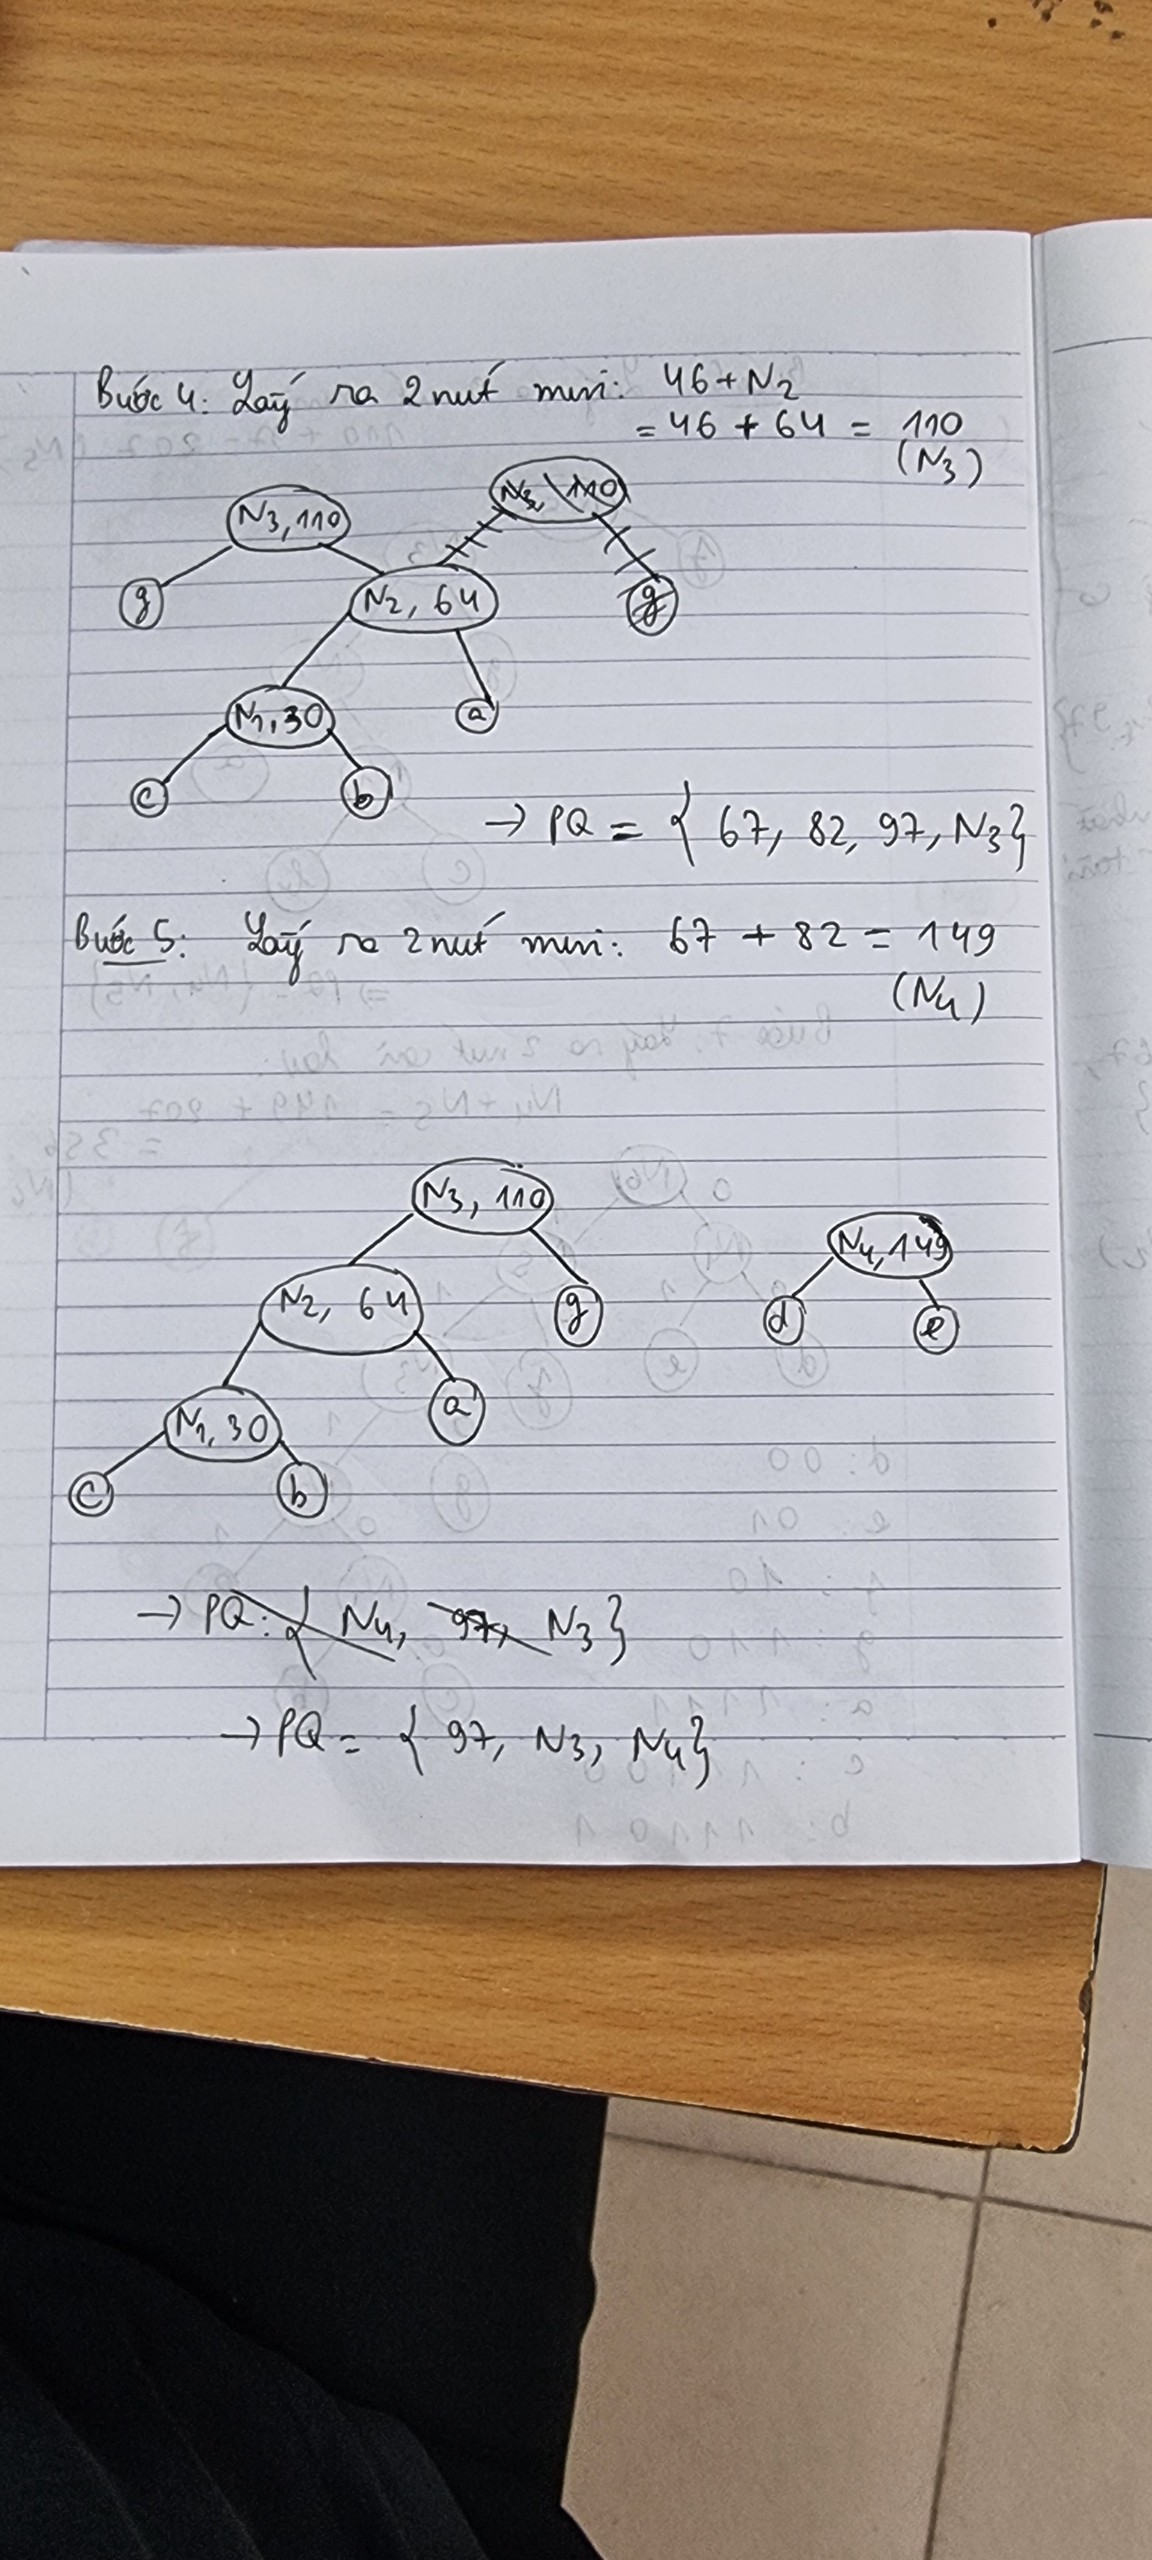 Bước 4: Lấy ra 2 nút min: 46 + N2
= 46 + 64 = 110
(N3)
N3, 110
N3, 110
g
N2, 64
g
N1, 30
a
c
b
→ PQ = { 67, 82, 97, N3}
Bước 5: Lấy ra 2 nút min: 67 + 82 = 149
(N4)
N3, 110
N4, 149
N2, 64
g
d
e
N1, 30
a
c
b
→ PQ: { N4, 97, N3}
→ PQ = { 97, N3, N4}